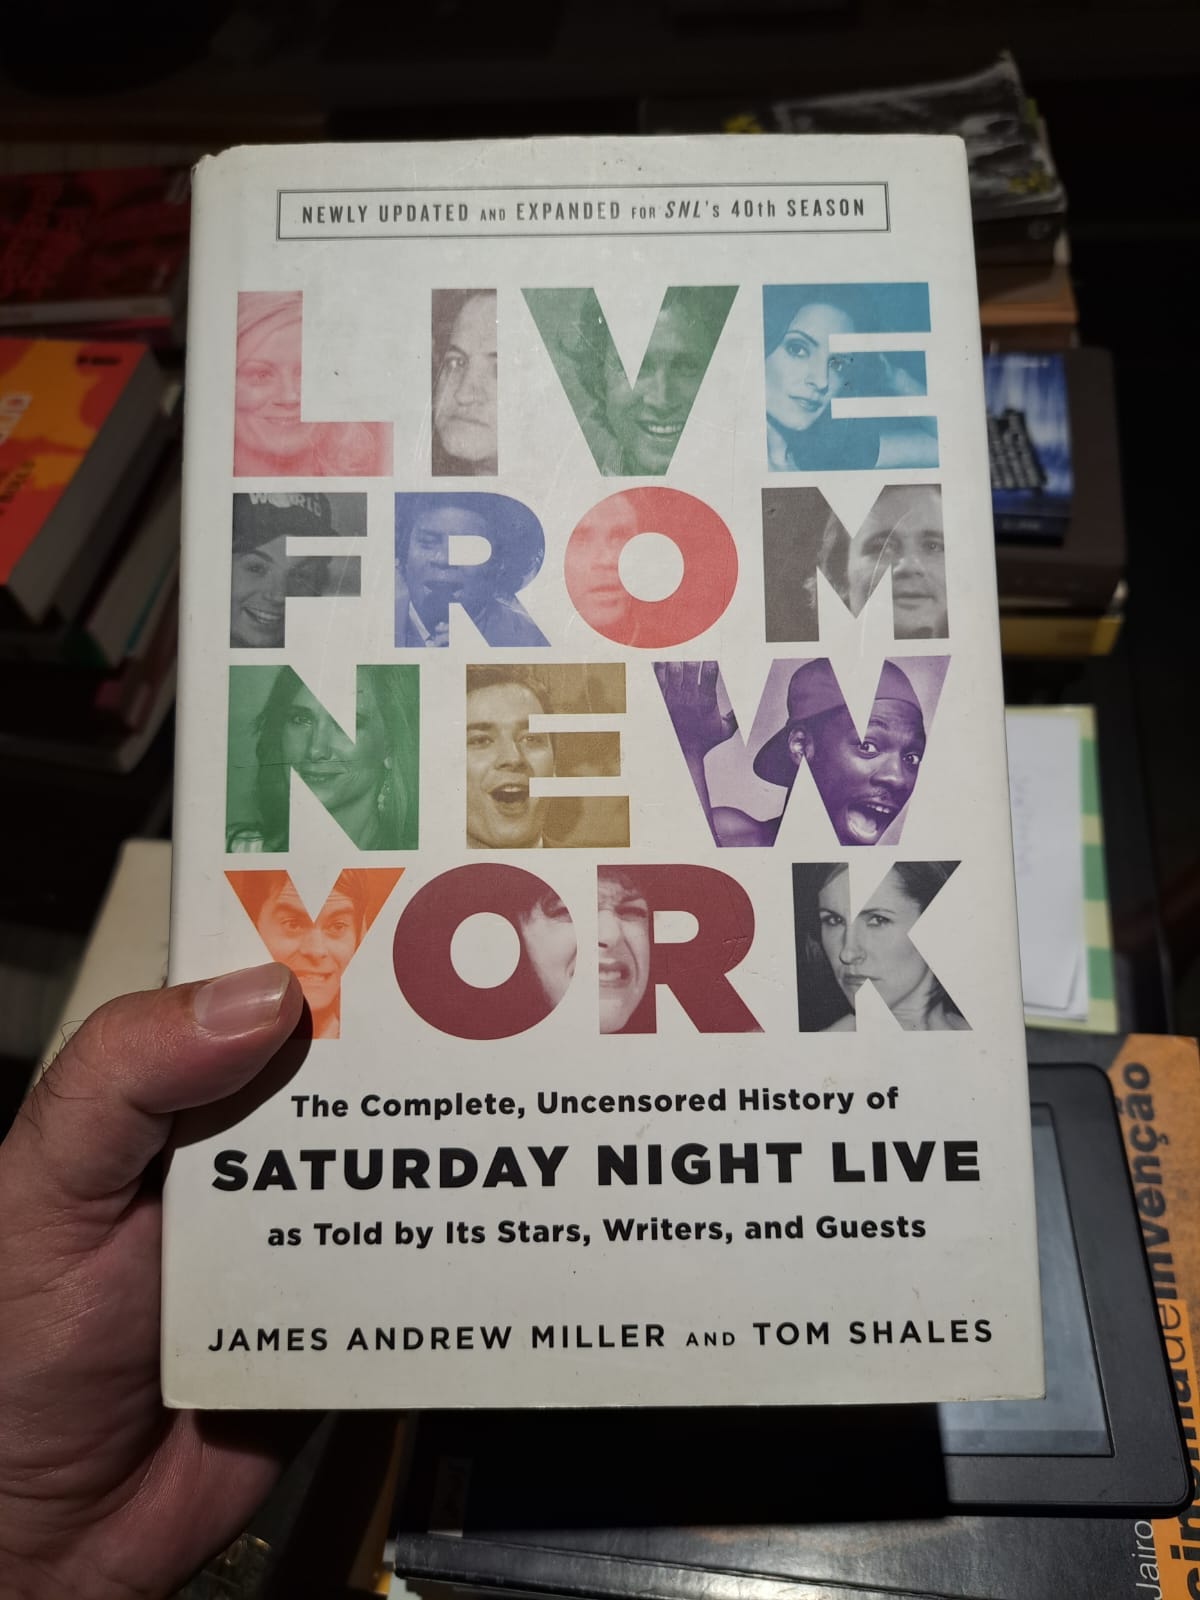 NEWLY UPDATED AND EXPANDED FOR SNL's 40th SEASON
LIVE
FROM
NEW
YORK
The Complete, Uncensored History of
SATURDAY NIGHT LIVE
as Told by Its Stars, Writers, and Guests
JAMES ANDREW MILLER AND TOM SHALES
deinvenção
Jairo